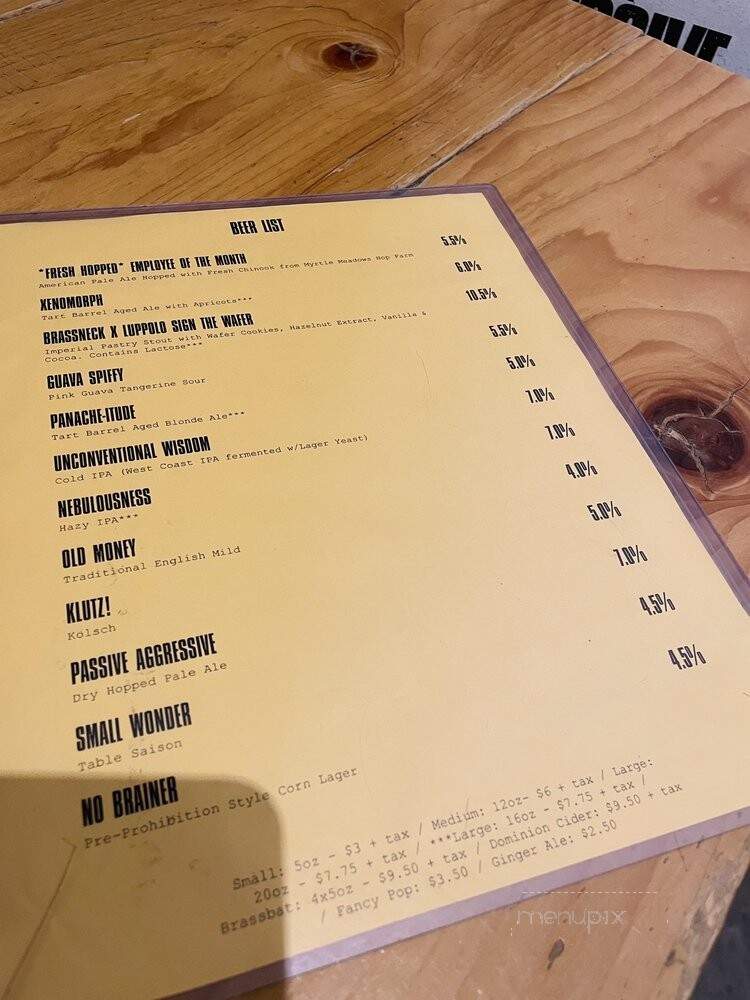 BEER LIST
*FRESH HOPPED* EMPLOYEE OF THE MONTH 5.5%
American Pale Ale Hopped with Fresh Chinook from Myrtle Meadows Hop Farm
XENOMORPH 6.0%
Tart Barrel Aged Ale with Apricots***
BRASSNECK X LUPPOLO SIGN THE WAFER 10.5%
Imperial Pastry Stout with Wafer Cookies, Hazelnut Extract, Vanilla &
Cocoa. Contains Lactose***
GUAVA SPIFFY 5.5%
Pink Guava Tangerine Sour
PANACHE-ITUDE 5.0%
Tart Barrel Aged Blonde Ale***
UNCONVENTIONAL WISDOM 7.0%
Cold IPA (West Coast IPA fermented w/Lager Yeast)
NEBULOUSNESS 7.0%
Hazy IPA***
OLD MONEY 4.0%
Traditional English Mild
KLUTZ! 5.0%
Kolsch
PASSIVE AGGRESSIVE 7.0%
Dry Hopped Pale Ale
SMALL WONDER 4.5%
Table Saison
NO BRAINER 4.5%
Pre-Prohibition Style Corn Lager
Small: 5oz - $3 + tax / Medium: 12oz- $6 + tax / Large:
20oz - $7.75 + tax / ***Large: 16oz - $7.75 + tax /
Brassbat: 4x5oz - $9.50 + tax / Dominion Cider: $9.50 + tax
/ Fancy Pop: $3.50 / Ginger Ale: $2.50
menupix